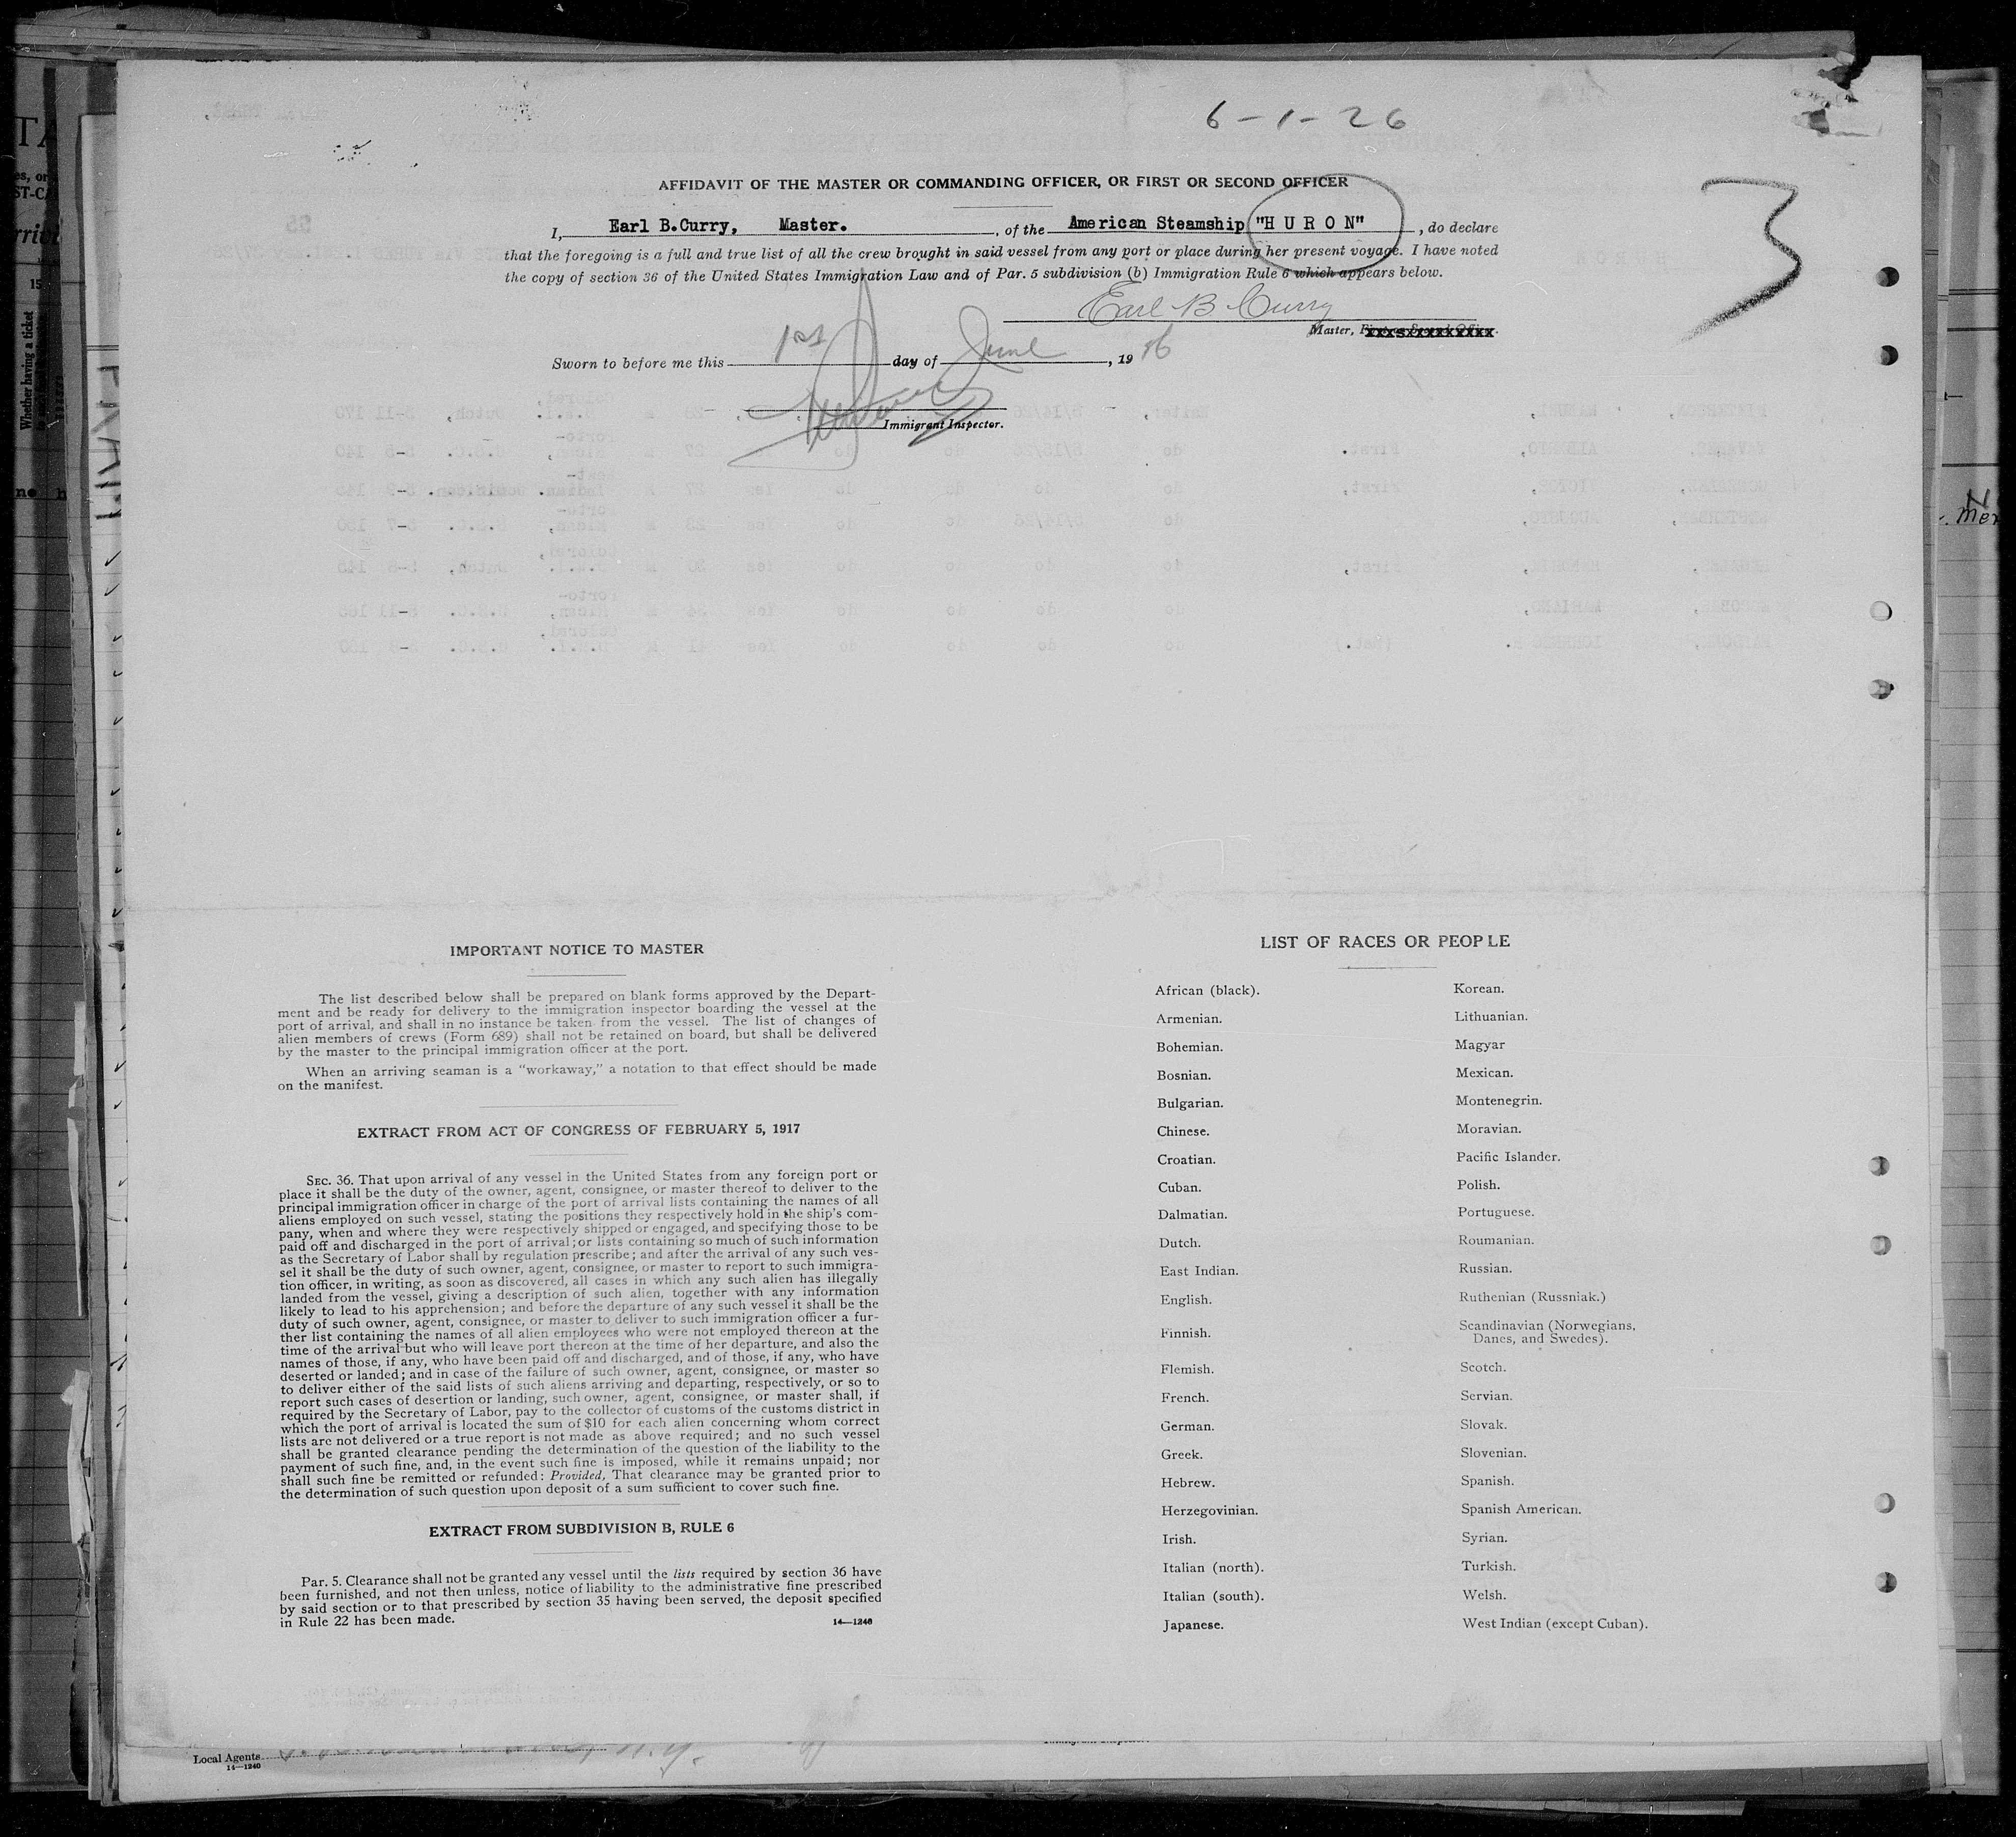 6-1-26
3
AFFIDAVIT OF THE MASTER OR COMMANDING OFFICER, OR FIRST OR SECOND OFFICER
I, Earl B.Curry, Master. , of the American Steamship "H U R O N" , do declare
that the foregoing is a full and true list of all the crew brought in said vessel from any port or place during her present voyage. I have noted
the copy of section 36 of the United States Immigration Law and of Par. 5 subdivision (b) Immigration Rule 6 which appears below.
Earl B Curry
Master,
Sworn to before me this 1st day of June , 19 26
Immigrant Inspector.
IMPORTANT NOTICE TO MASTER
The list described below shall be prepared on blank forms approved by the Depart-
ment and be ready for delivery to the immigration inspector boarding the vessel at the
port of arrival, and shall in no instance be taken from the vessel. The list of changes of
alien members of crews (Form 689) shall not be retained on board, but shall be delivered
by the master to the principal immigration officer at the port.
When an arriving seaman is a "workaway," a notation to that effect should be made
on the manifest.
EXTRACT FROM ACT OF CONGRESS OF FEBRUARY 5, 1917
SEC. 36. That upon arrival of any vessel in the United States from any foreign port or
place it shall be the duty of the owner, agent, consignee, or master thereof to deliver to the
principal immigration officer in charge of the port of arrival lists containing the names of all
aliens employed on such vessel, stating the positions they respectively hold in the ship's com-
pany, when and where they were respectively shipped or engaged, and specifying those to be
paid off and discharged in the port of arrival; or lists containing so much of such information
as the Secretary of Labor shall by regulation prescribe; and after the arrival of any such ves-
sel it shall be the duty of such owner, agent, consignee, or master to report to such immigra-
tion officer, in writing, as soon as discovered, all cases in which any such alien has illegally
landed from the vessel, giving a description of such alien, together with any information
likely to lead to his apprehension; and before the departure of any such vessel it shall be the
duty of such owner, agent, consignee, or master to deliver to such immigration officer a fur-
ther list containing the names of all alien employees who were not employed thereon at the
time of the arrival but who will leave port thereon at the time of her departure, and also the
names of those, if any, who have been paid off and discharged, and of those, if any, who have
deserted or landed; and in case of the failure of such owner, agent, consignee, or master so
to deliver either of the said lists of such aliens arriving and departing, respectively, or so to
report such cases of desertion or landing, such owner, agent, consignee, or master shall, if
required by the Secretary of Labor, pay to the collector of customs of the customs district in
which the port of arrival is located the sum of $10 for each alien concerning whom correct
lists are not delivered or a true report is not made as above required; and no such vessel
shall be granted clearance pending the determination of the question of the liability to the
payment of such fine, and, in the event such fine is imposed, while it remains unpaid; nor
shall such fine be remitted or refunded: Provided, That clearance may be granted prior to
the determination of such question upon deposit of a sum sufficient to cover such fine.
EXTRACT FROM SUBDIVISION B, RULE 6
Par. 5. Clearance shall not be granted any vessel until the lists required by section 36 have
been furnished, and not then unless, notice of liability to the administrative fine prescribed
by said section or to that prescribed by section 35 having been served, the deposit specified
in Rule 22 has been made.
14—1240
LIST OF RACES OR PEOPLE
African (black).
Armenian.
Bohemian.
Bosnian.
Bulgarian.
Chinese.
Croatian.
Cuban.
Dalmatian.
Dutch.
East Indian.
English.
Finnish.
Flemish.
French.
German.
Greek.
Hebrew.
Herzegovinian.
Irish.
Italian (north).
Italian (south).
Japanese.
Korean.
Lithuanian.
Magyar
Mexican.
Montenegrin.
Moravian.
Pacific Islander.
Polish.
Portuguese.
Roumanian.
Russian.
Ruthenian (Russniak.)
Scandinavian (Norwegians,
Danes, and Swedes).
Scotch.
Servian.
Slovak.
Slovenian.
Spanish.
Spanish American.
Syrian.
Turkish.
Welsh.
West Indian (except Cuban).
Local Agents
14—1240